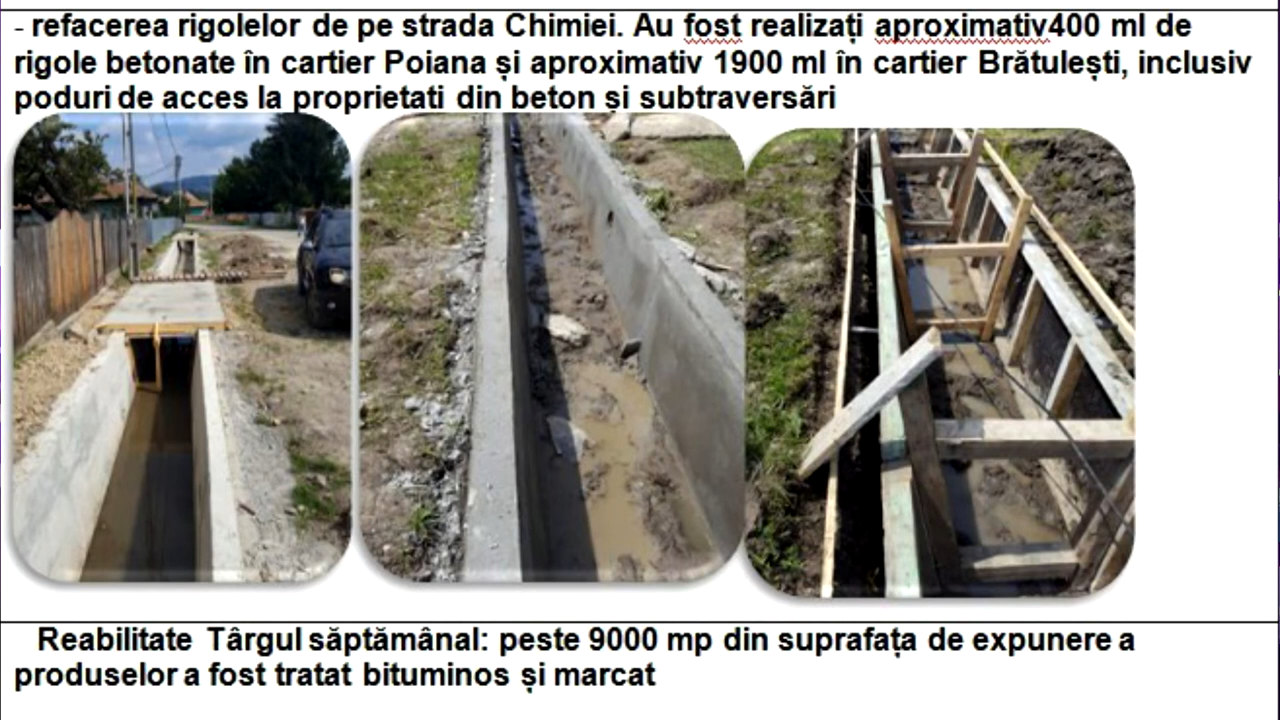 - refacerea rigolelor de pe strada Chimiei. Au fost realizați aproximativ400 ml de
rigole betonate în cartier Poiana și aproximativ 1900 ml în cartier Brătulești, inclusiv
poduri de acces la proprietati din beton și subtraversări
Reabilitate Târgul săptămânal: peste 9000 mp din suprafața de expunere a
produselor a fost tratat bituminos și marcat